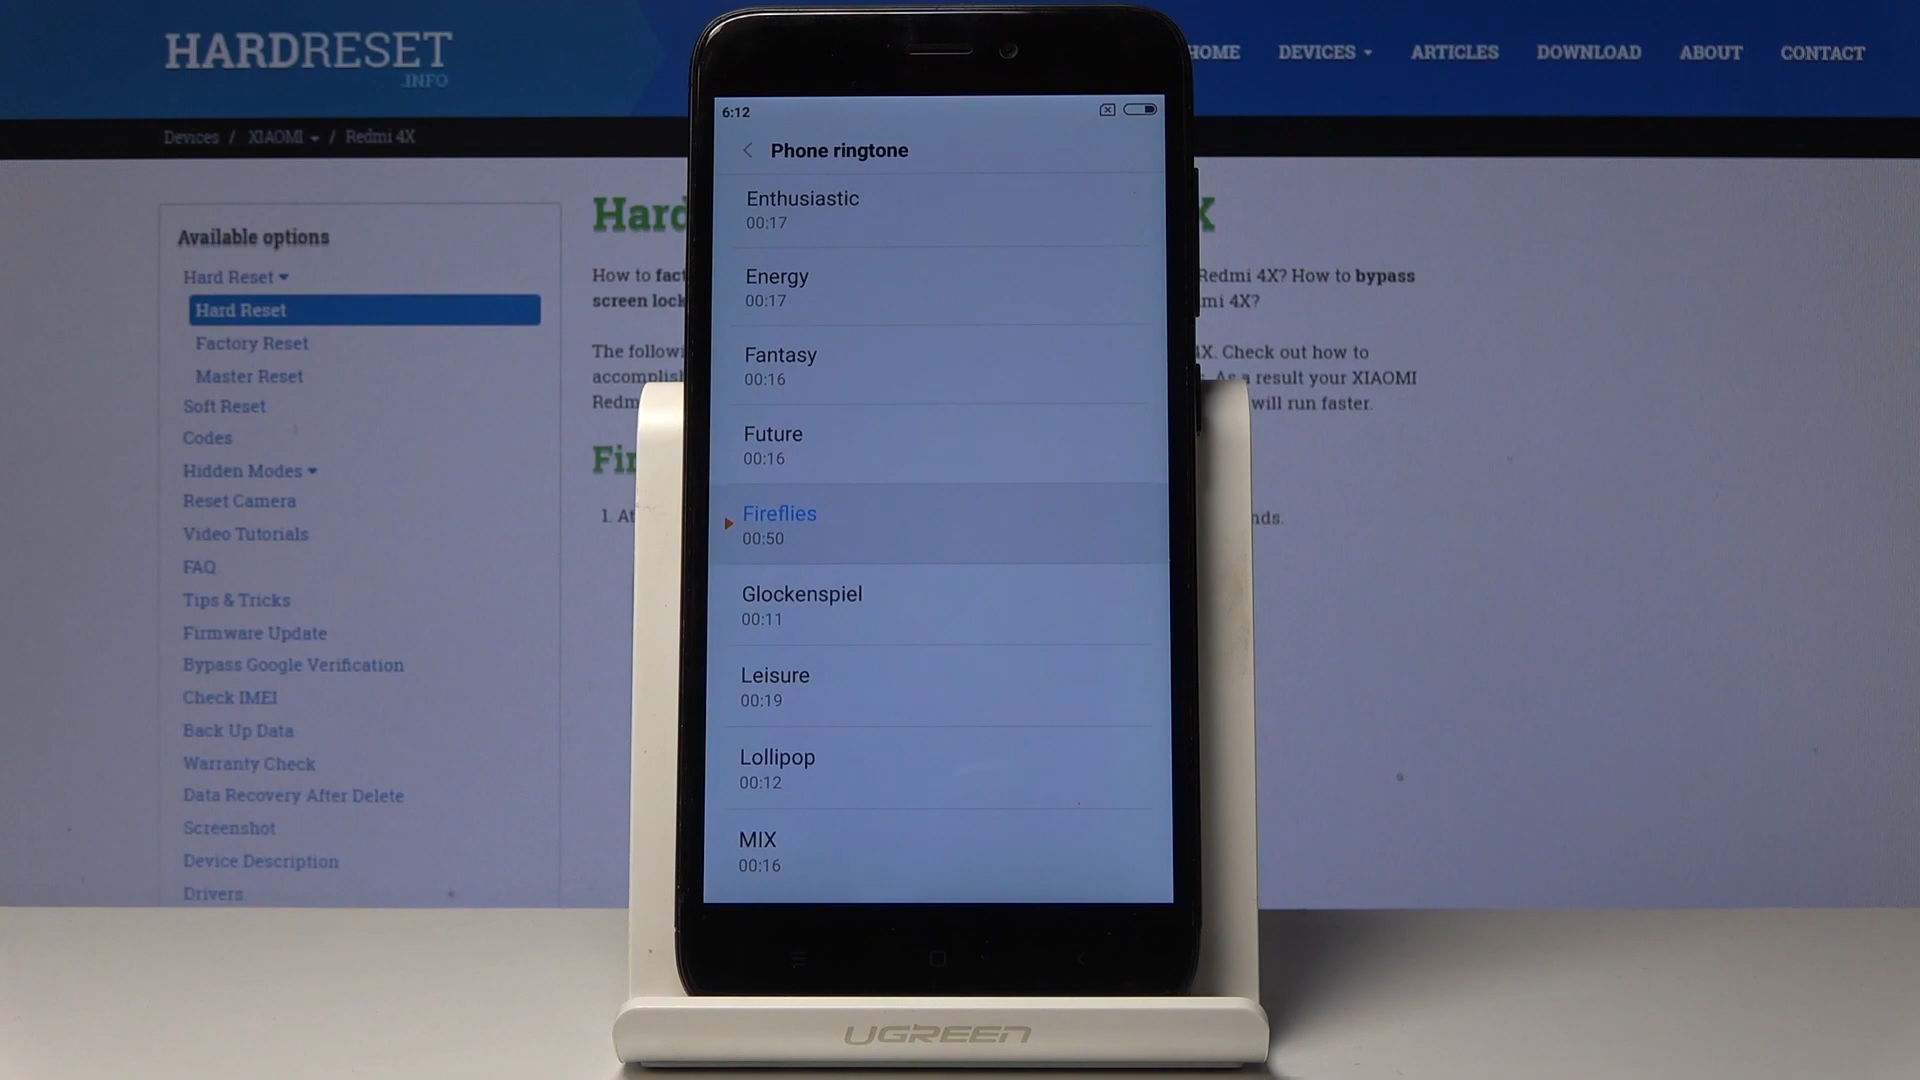 HARDRESET
.INFO
HOME DEVICES ARTICLES DOWNLOAD ABOUT CONTACT
Devices / XIAOMI / Redmi 4X
Available options
Hard Reset
Hard Reset
Factory Reset
Master Reset
Soft Reset
Codes
Hidden Modes
Reset Camera
Video Tutorials
FAQ
Tips & Tricks
Firmware Update
Bypass Google Verification
Check IMEI
Back Up Data
Warranty Check
Data Recovery After Delete
Screenshot
Device Description
Drivers
Hard X
How to Redmi 4X? How to bypass
screen lock 4X?
The 4X. Check out how to
As a result your XIAOMI
will run faster.
1. At
6:12
Phone ringtone
Enthusiastic
00:17
Energy
00:17
Fantasy
00:16
Future
00:16
Fireflies
00:50
Glockenspiel
00:11
Leisure
00:19
Lollipop
00:12
MIX
00:16
UGREEN